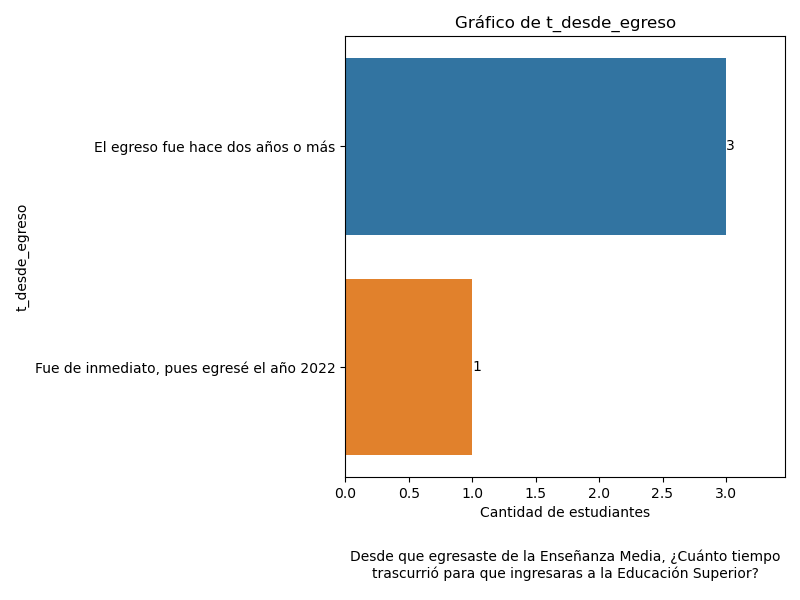 Gráfico de t_desde_egreso
El egreso fue hace dos años o más
3
t_desde_egreso
Fue de inmediato, pues egresé el año 2022
1
0.0 0.5 1.0 1.5 2.0 2.5 3.0
Cantidad de estudiantes
Desde que egresaste de la Enseñanza Media, ¿Cuánto tiempo
trascurrió para que ingresaras a la Educación Superior?